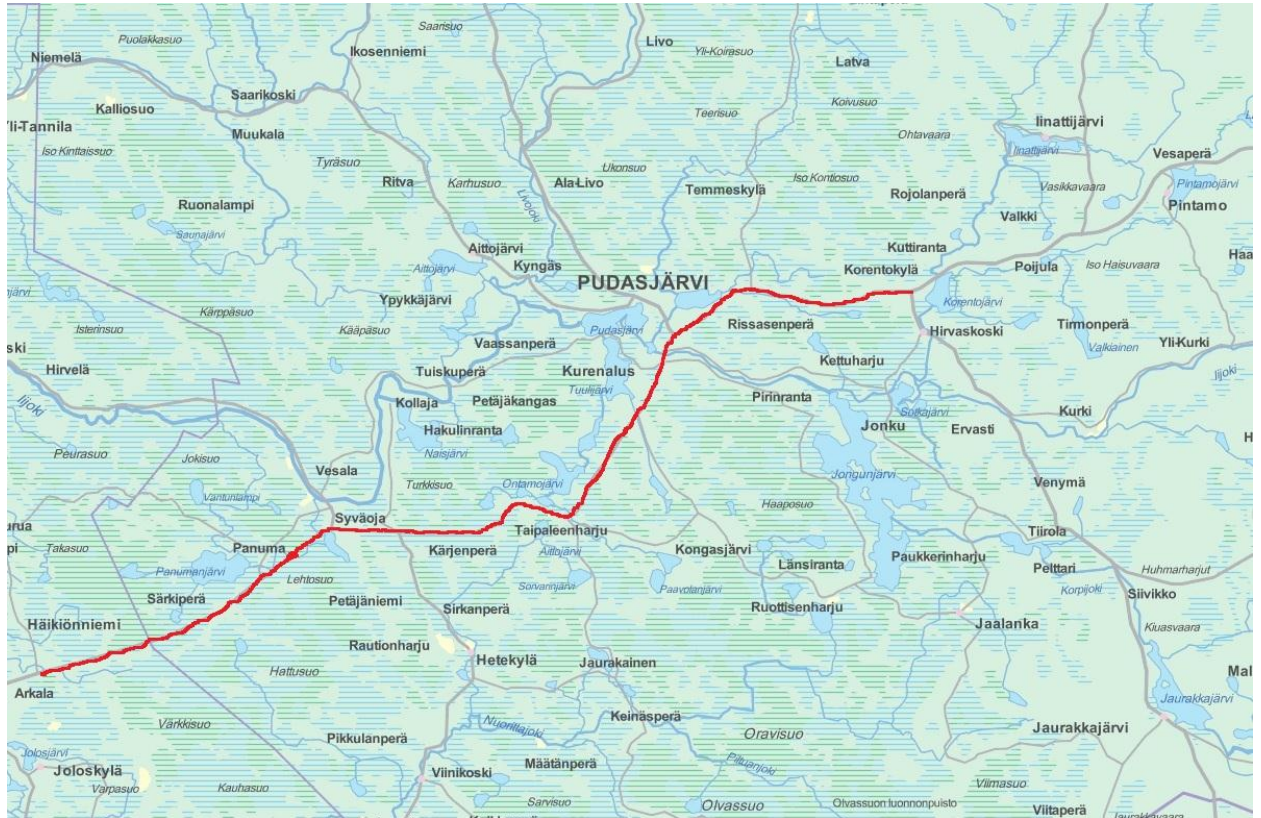 Saarisuo
Livo
Puolakkasuo
Niemelä
Ikosenniemi
Yli-Koirasuo
Latva
Saarikoski
Kalliosuo
Koivusuo
Teerisuo
Iinattijärvi
Muukala
Ohtavaara
Iso Kinttaissuo
Iinattijärvi
Vesaperä
Tyräsuo
Ukonsuo
Ritva
Karhusuo
Ala-Livo
Temmeskylä
Iso Kontiosuo
Rojolanperä
Vasikkavaara
Pintamojärvi
Ruonalampi
Livojoki
Valkki
Pintamo
Saunajärvi
Aittojärvi
Kuttiranta
Kyngäs
Aittojärvi
PUDASJÄRVI
Korentokylä
Poijula
Iso Haisuvaara
Ypykkäjärvi
Korentojärvi
Kärppäsuo
Isterinsuo
Kääpäsuo
Pudasjärvi
Rissasenperä
Hirvaskoski
Tirmonperä
Vaassanperä
Valkiainen
Yli-Kurki
Hirvelä
Tuiskuperä
Kurenalus
Kettuharju
Iijoki
Tuulijärvi
Iijoki
Kollaja
Petäjäkangas
Pirinranta
Sotkajärvi
Kurki
Hakulinranta
Jonku
Ervasti
Peurasuo
Jokisuo
Naisjärvi
Vesala
Jongunjärvi
Venymä
Turkkisuo
Ontamojärvi
Haaposuo
Vantunlampi
Syväoja
Taipaleenharju
Tiirola
Takasuo
Panuma
Kärjenperä
Aittojärvi
Kongasjärvi
Paukkerinharju
Länsiranta
Pelttari
Huhmarharjut
Panumanjärvi
Lehtosuo
Sorvarinjärvi
Paavolanjärvi
Korpijoki
Siivikko
Särkiperä
Petäjäniemi
Sirkanperä
Ruottisenharju
Häikiönniemi
Jaalanka
Kiuasvaara
Rautionharju
Hetekylä
Jaurakainen
Hattusuo
Arkala
Jaurakkajärvi
Keinäsperä
Värkkisuo
Nuorittajoki
Oravisuo
Jaurakkajärvi
Pikkulanperä
Jolosjärvi
Määtänperä
Piltuanjoki
Joloskylä
Viinikoski
Varpasuo
Kauhasuo
Viimasuo
Sarvisuo
Olvassuo
Olvassuon luonnonpuisto
Viitaperä
Jaurakkavaara